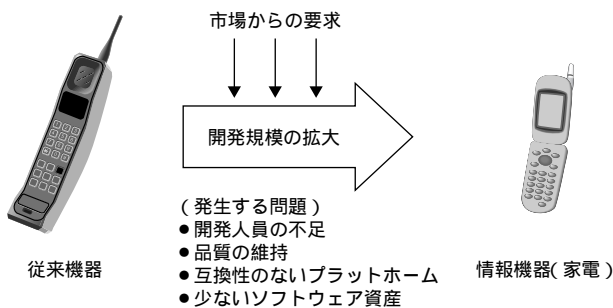 市場からの要求
開発規模の拡大
(発生する問題)
●開発人員の不足
●品質の維持
●互換性のないプラットホーム
●少ないソフトウェア資産
従来機器
情報機器(家電)